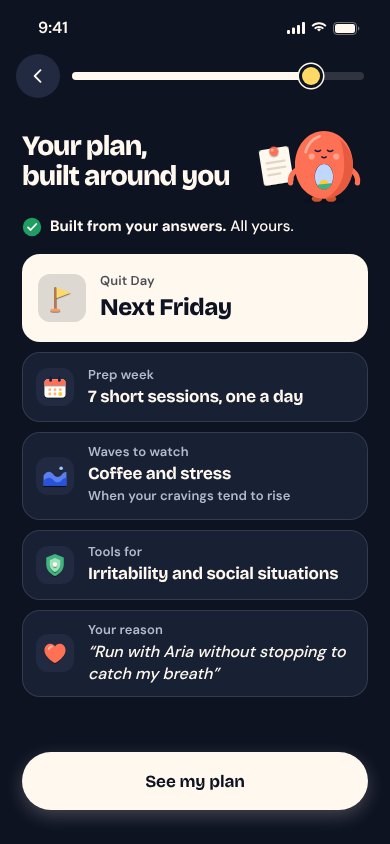 9:41
Your plan,
built around you
Built from your answers. All yours.
Quit Day
Next Friday
Prep week
7 short sessions, one a day
Waves to watch
Coffee and stress
When your cravings tend to rise
Tools for
Irritability and social situations
Your reason
“Run with Aria without stopping to
catch my breath”
See my plan